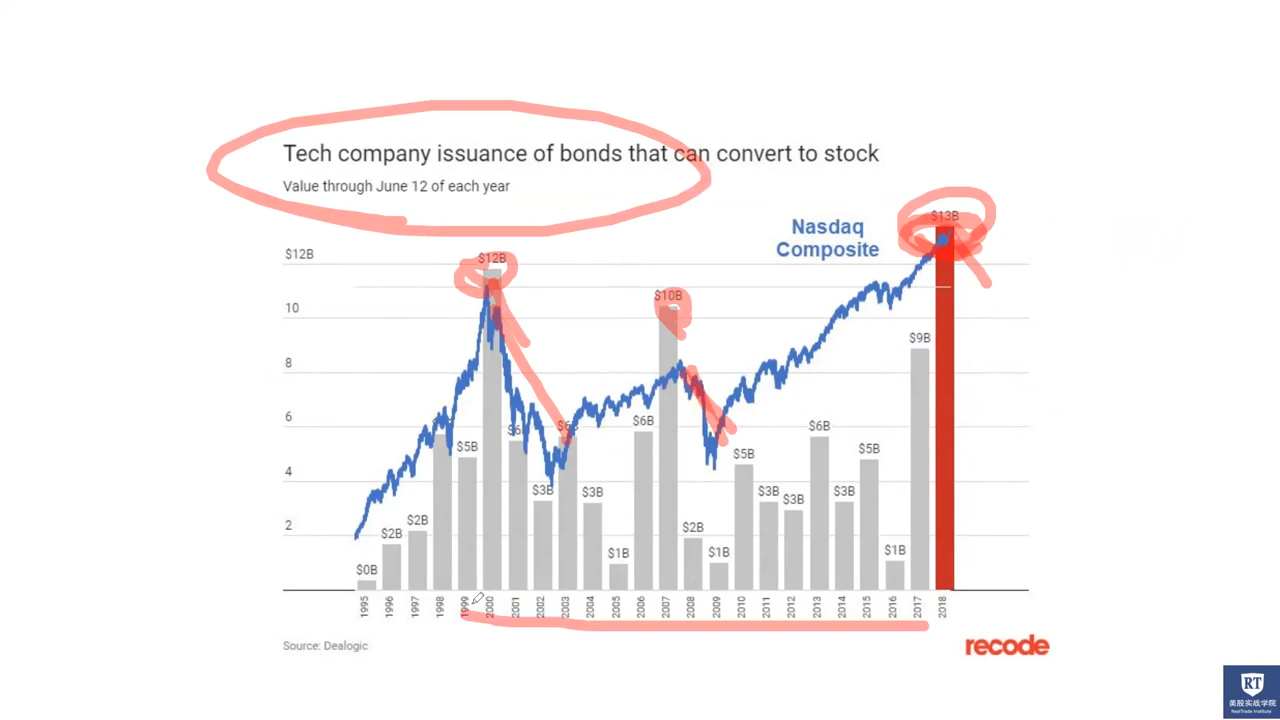 Tech company issuance of bonds that can convert to stock
Value through June 12 of each year
Nasdaq
Composite
$12B
10
8
6
4
2
$0B
$2B
$2B
$5B
$12B
$6B
$3B
$6B
$3B
$1B
$6B
$10B
$2B
$1B
$5B
$3B
$3B
$6B
$3B
$5B
$1B
$9B
$13B
1995
1996
1997
1998
1999
2000
2001
2002
2003
2004
2005
2006
2007
2008
2009
2010
2011
2012
2013
2014
2015
2016
2017
2018
Source: Dealogic
recode
RT
美股实战学院
RealTrade Institute